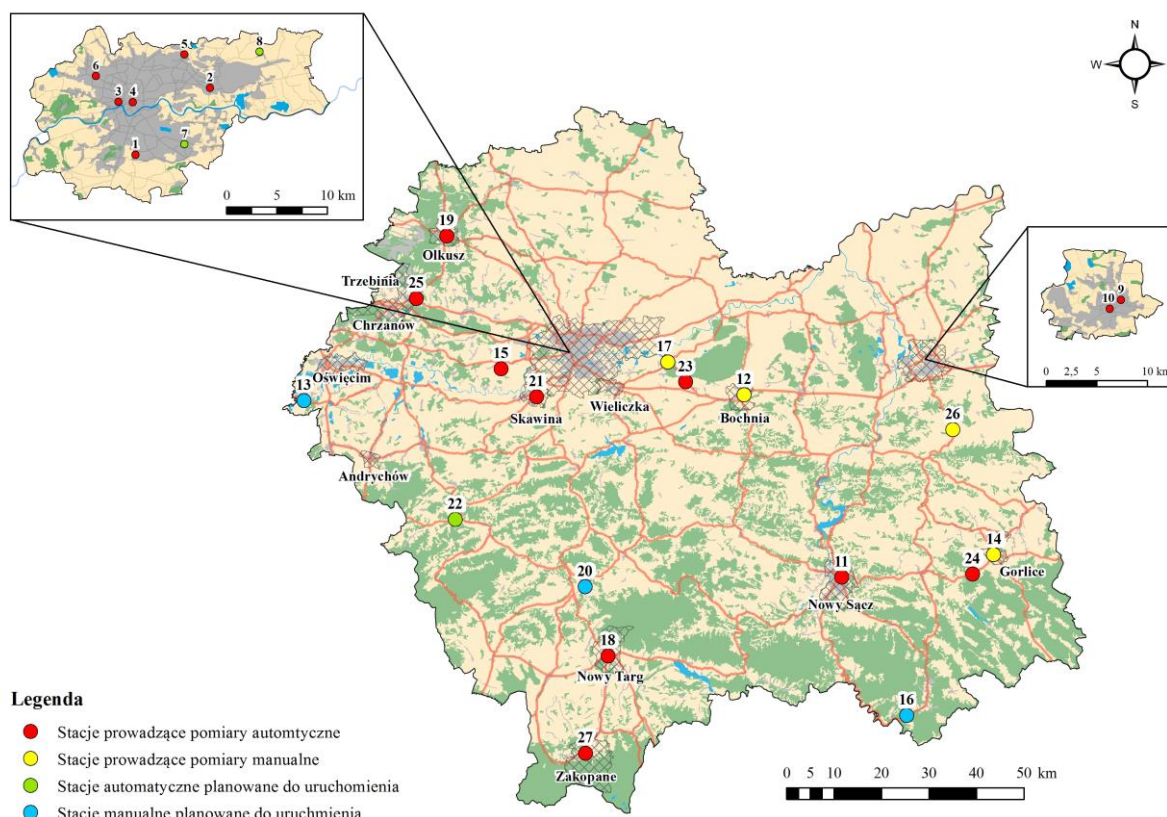 8
5
6
2
3
4
7
1
0 5 10 km
N
W E
S
19
Olkusz
Trzebinia
25
Chrzanów
9
10
0 2,5 5 10 km
17
15
23
Oświęcim
12
13
21
Wieliczka
Skawina
Bochnia
26
Andrychów
22
14
11
24
Gorlice
20
Nowy Sącz
18
Nowy Targ
16
27
Zakopane
Legenda
Stacje prowadzące pomiary automtyczne
Stacje prowadzące pomiary manualne
Stacje automatyczne planowane do uruchomienia
Stacje manualne planowane do uruchmienia
0 5 10 20 30 40 50 km